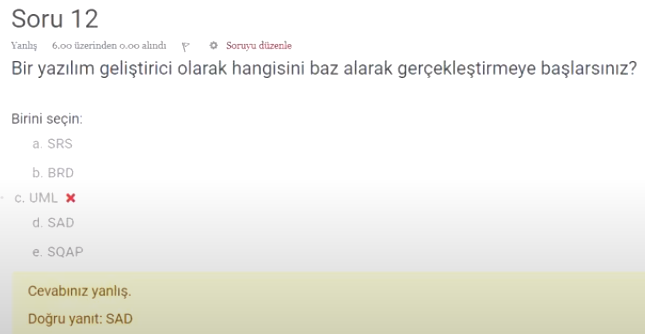 Soru 12
Yanlış 6.00 üzerinden 0.00 alındı Soruyu düzenle
Bir yazılım geliştirici olarak hangisini baz alarak gerçekleştirmeye başlarsınız?
Birini seçin:
a. SRS
b. BRD
c. UML
d. SAD
e. SQAP
Cevabınız yanlış.
Doğru yanıt: SAD